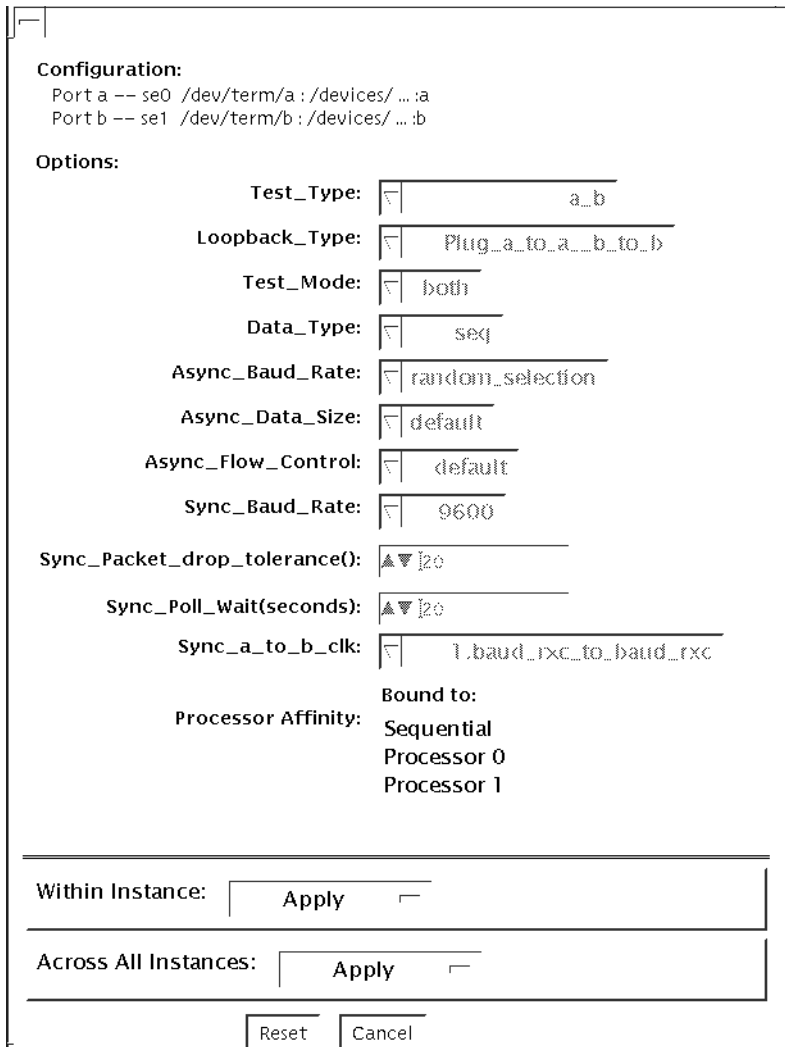 Configuration:
Port a -- se0 /dev/term/a : /devices/ ... :a
Port b -- se1 /dev/term/b : /devices/ ... :b
Options:
Test_Type: a_b
Loopback_Type: Plug_a_to_a__b_to_b
Test_Mode: both
Data_Type: seq
Async_Baud_Rate: random_selection
Async_Data_Size: default
Async_Flow_Control: default
Sync_Baud_Rate: 9600
Sync_Packet_drop_tolerance(): 20
Sync_Poll_Wait(seconds): 20
Sync_a_to_b_clk: 1.baud_rxc_to_baud_rxc
Bound to:
Processor Affinity: Sequential
Processor 0
Processor 1
Within Instance: Apply
Across All Instances: Apply
Reset Cancel